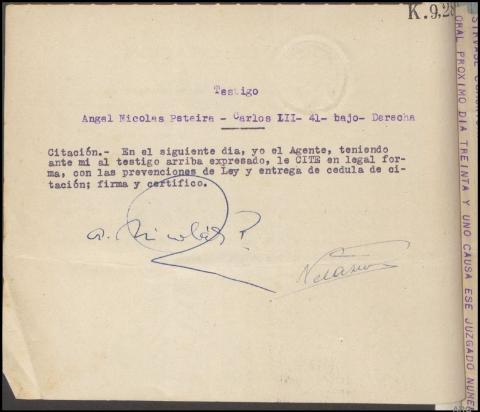 K.9,28
Testigo
Angel Nicolas Pateira - Carlos III- 41- bajo- Derecha
Citación.- En el siguiente dia, yo el Agente, teniendo
ante mi al testigo arriba expresado, le CITE en legal for-
ma, con las prevenciones de Ley y entrega de cedula de ci-
tación; firma y certifico.
A. Nicolás P.
ORAL PROXIMO DIA TREINTA Y UNO CAUSA ESE JUZGADO NUME